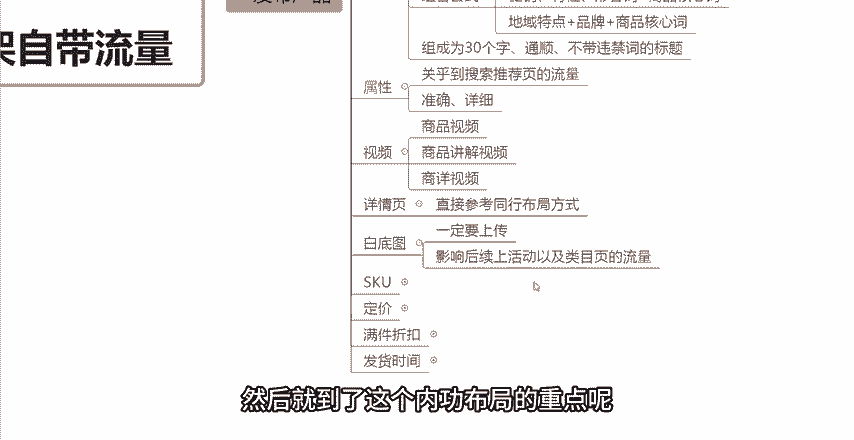 发布产品
地域特点+品牌+商品核心词
架自带流量
组成为30个字、通顺、不带违禁词的标题
属性
关乎到搜索推荐页的流量
准确、详细
视频
商品视频
商品讲解视频
商详视频
详情页
直接参考同行布局方式
白底图
一定要上传
影响后续上活动以及类目页的流量
SKU
定价
满件折扣
发货时间
然后就到了这个内功布局的重点呢